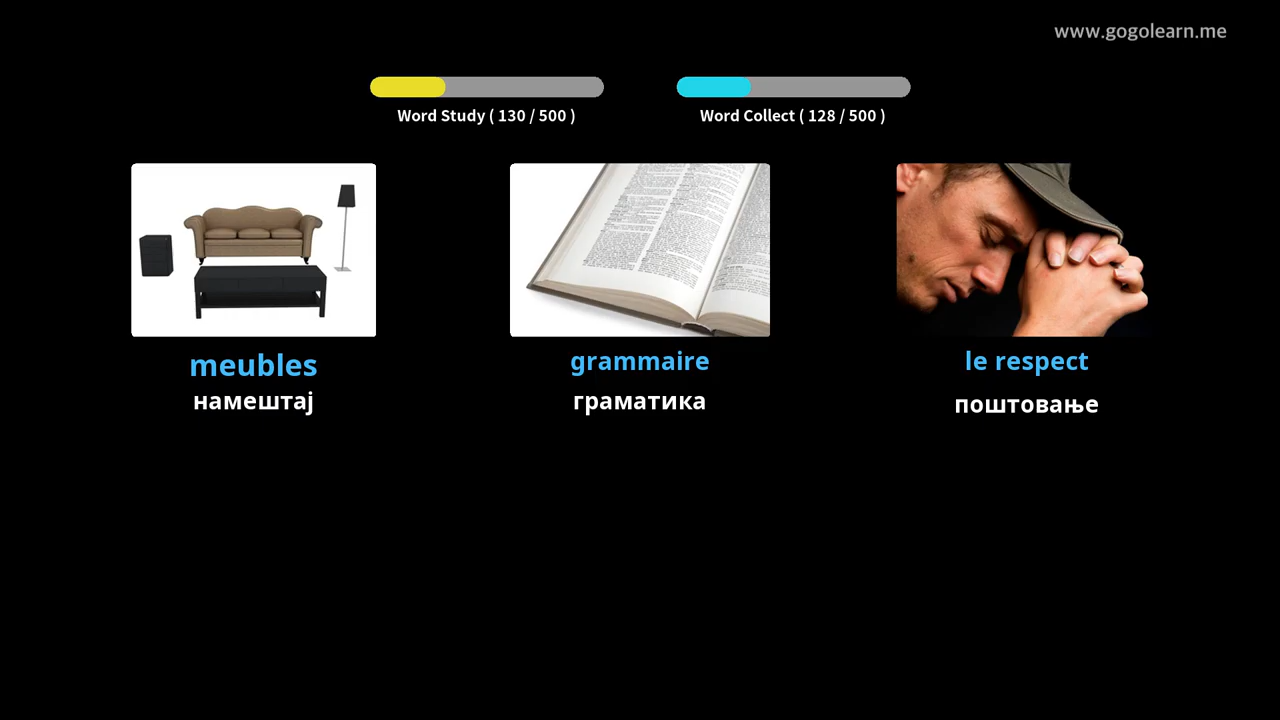 www.gogolearn.me
Word Study ( 130 / 500 )
Word Collect ( 128 / 500 )
meubles
grammaire
le respect
намештај
граматика
поштовање